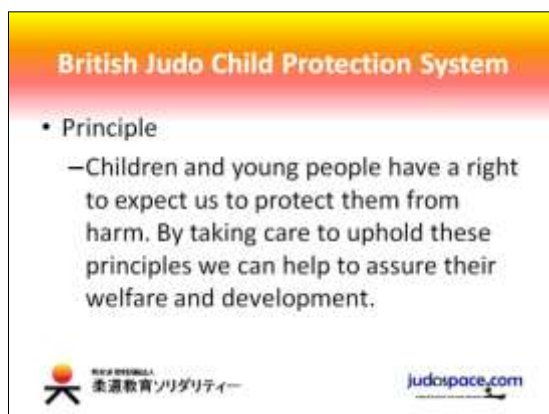 British Judo Child Protection System
• Principle
–Children and young people have a right
to expect us to protect them from
harm. By taking care to uphold these
principles we can help to assure their
welfare and development.
柔道教育ソリダリティー
judospace.com